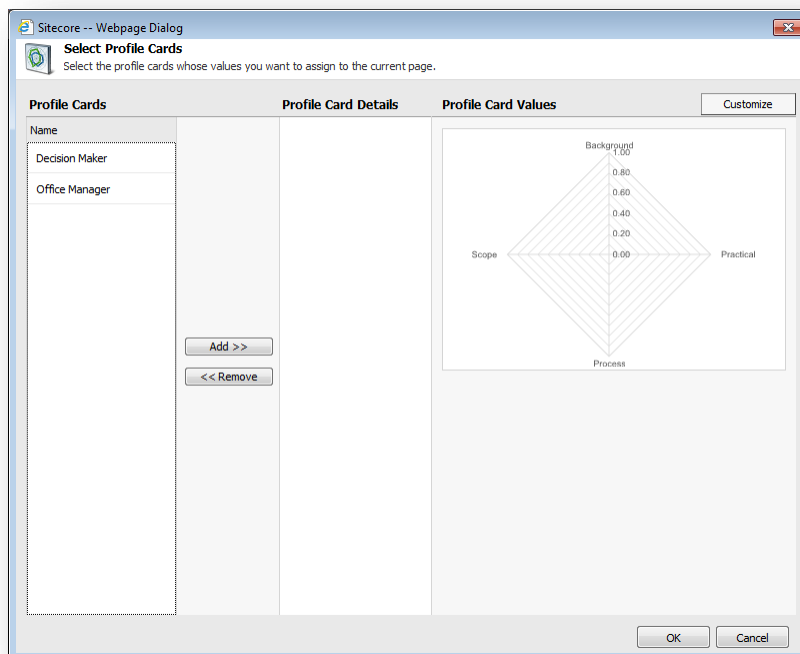 Sitecore -- Webpage Dialog
Select Profile Cards
Select the profile cards whose values you want to assign to the current page.
Profile Cards
Profile Card Details
Profile Card Values
Customize
Name
Decision Maker
Office Manager
Add >>
<< Remove
Background
1.00
0.80
0.60
0.40
0.20
0.00
Scope
Practical
Process
OK
Cancel